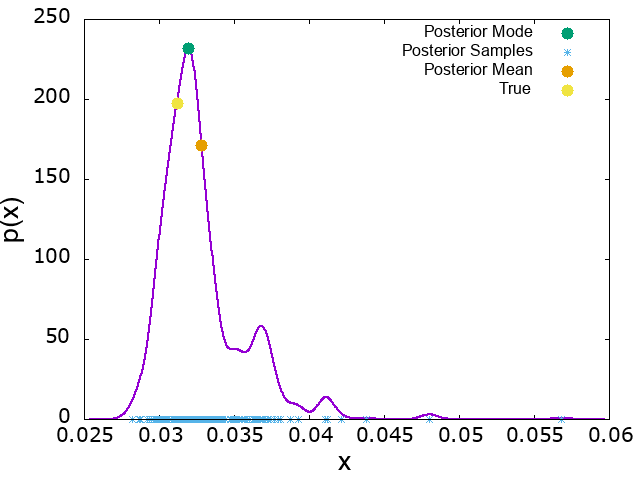 250
200
150
100
50
0
p(x)
Posterior Mode
Posterior Samples
Posterior Mean
True
0.025 0.03 0.035 0.04 0.045 0.05 0.055 0.06
x